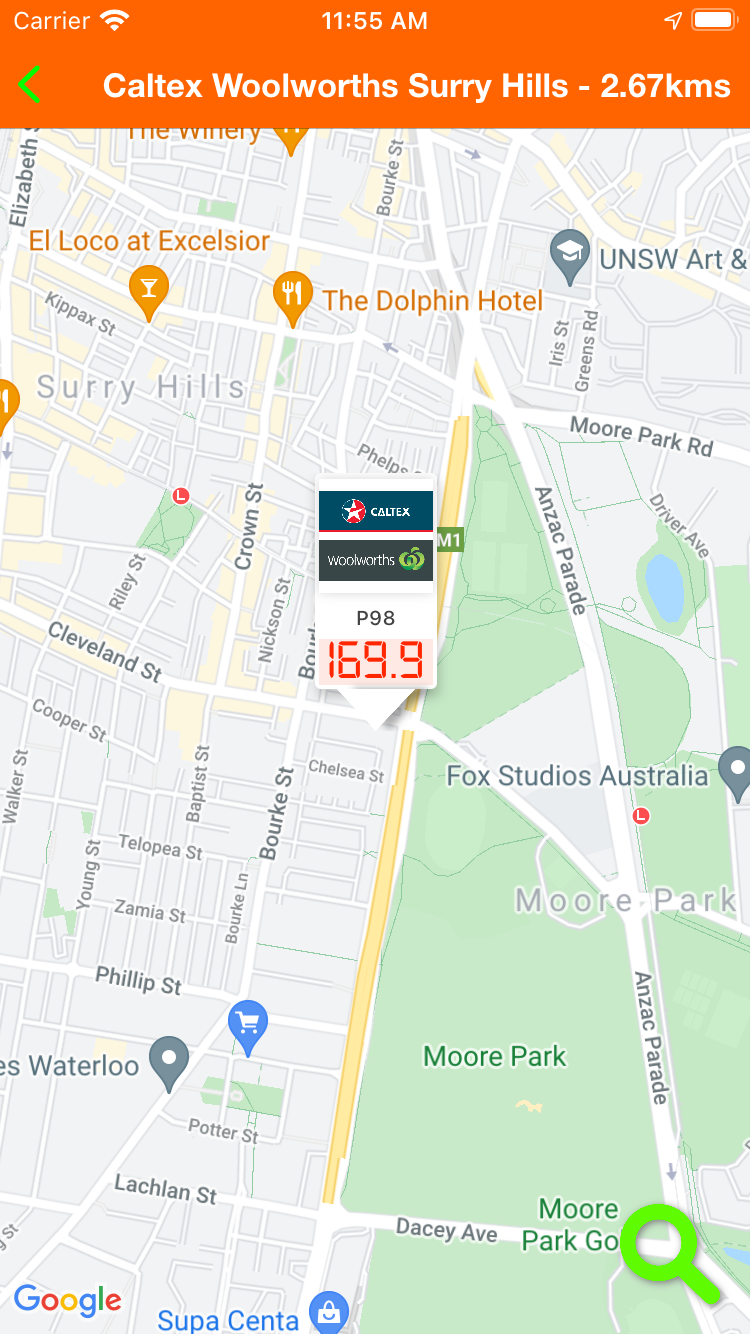 Carrier
11:55 AM
Caltex Woolworths Surry Hills - 2.67kms
The Winery
Elizabeth S
Bourke St
El Loco at Excelsior
UNSW Art &
Kippax St
The Dolphin Hotel
Iris St
Greens Rd
Surry Hills
Moore Park Rd
Phelps S
L
Crown St
Anzac Parade
Driver Ave
CALTEX
M1
woolworths
Riley St
Nickson St
P98
Bourk
169.9
Cleveland St
Cooper St
Walker St
Baptist St
Chelsea St
Fox Studios Australia
Bourke St
L
Telopea St
Young St
Zamia St
Bourke Ln
Moore Park
Phillip St
Anzac Parade
Moore Park
es Waterloo
Potter St
Lachlan St
Dacey Ave
Moore
Park Go
gs St
Google
Supa Centa